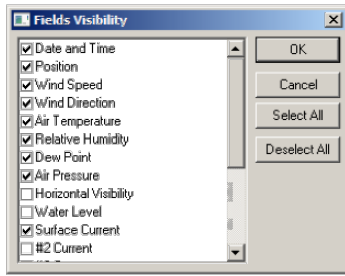 Fields Visibility
Date and Time
Position
Wind Speed
Wind Direction
Air Temperature
Relative Humidity
Dew Point
Air Pressure
Horizontal Visibility
Water Level
Surface Current
#2 Current
OK
Cancel
Select All
Deselect All